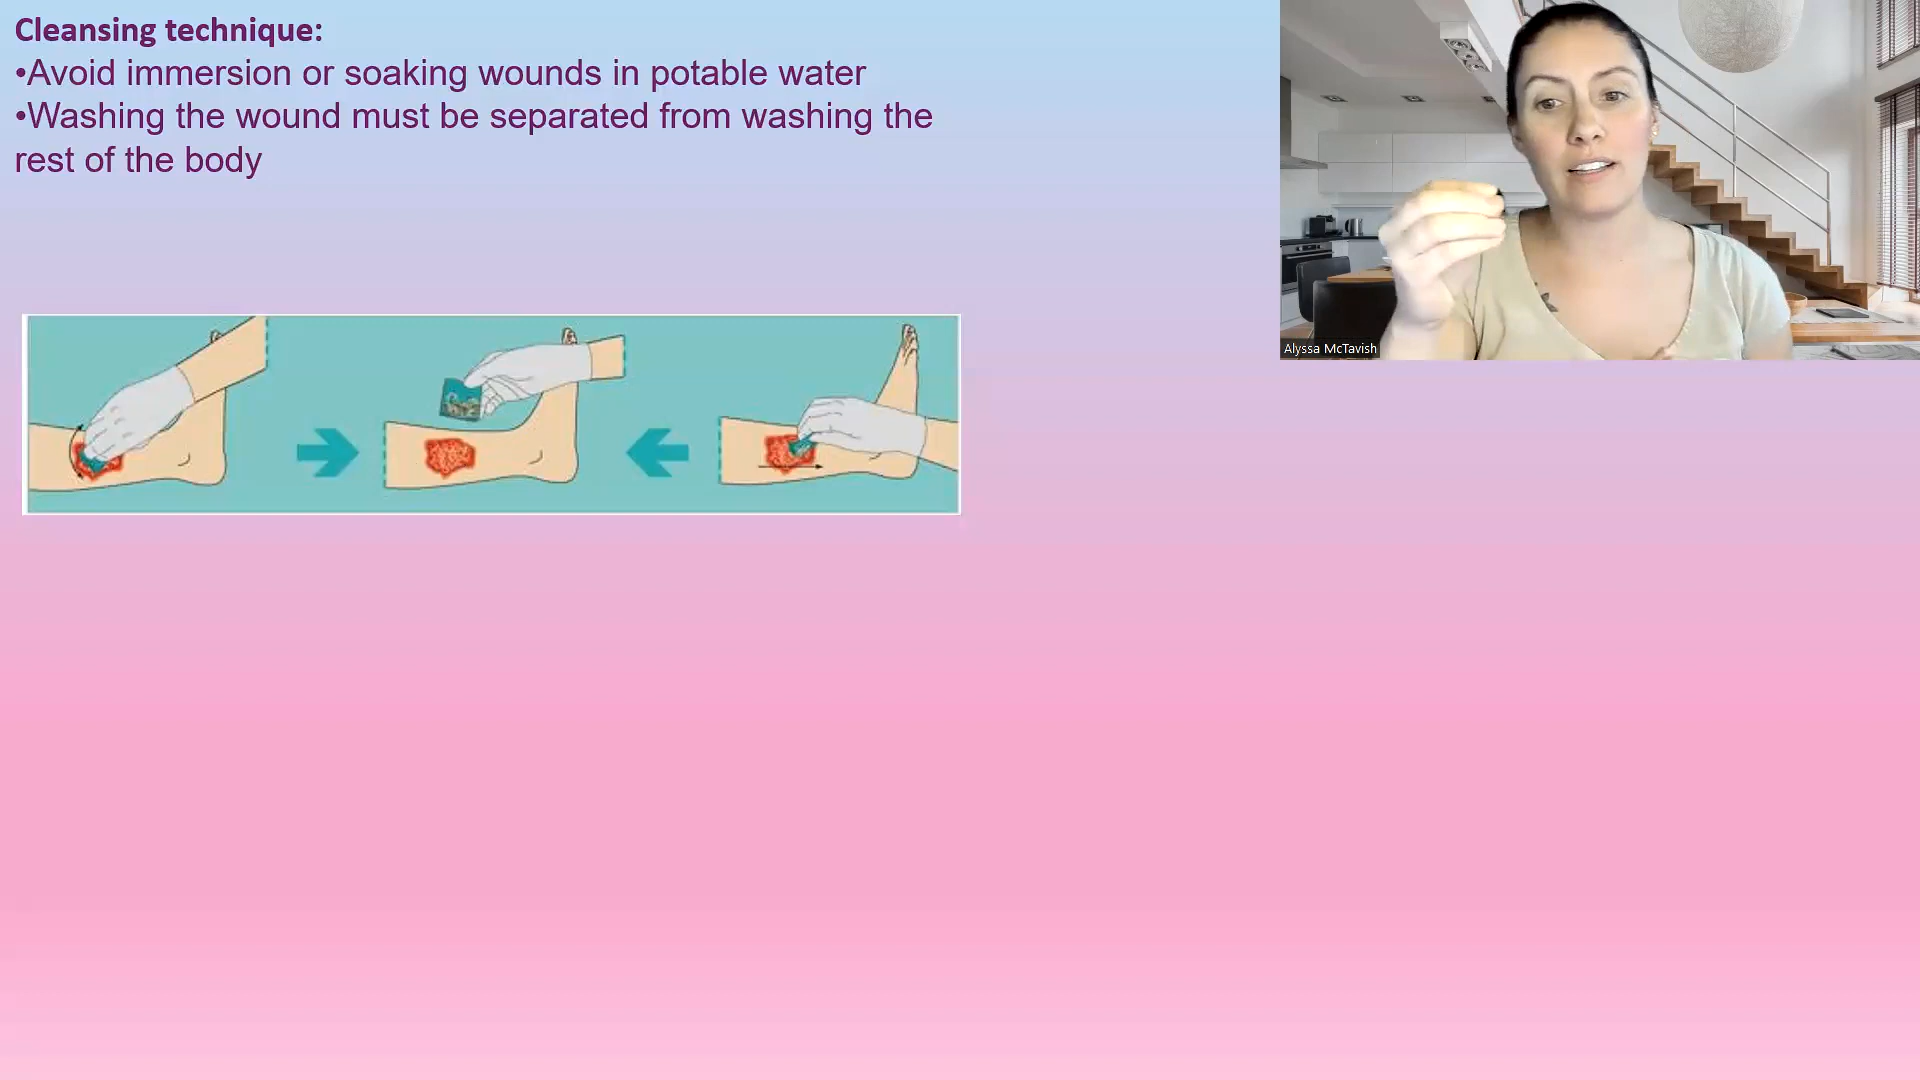 Cleansing technique:
•Avoid immersion or soaking wounds in potable water
•Washing the wound must be separated from washing the
rest of the body
Alyssa McTavish